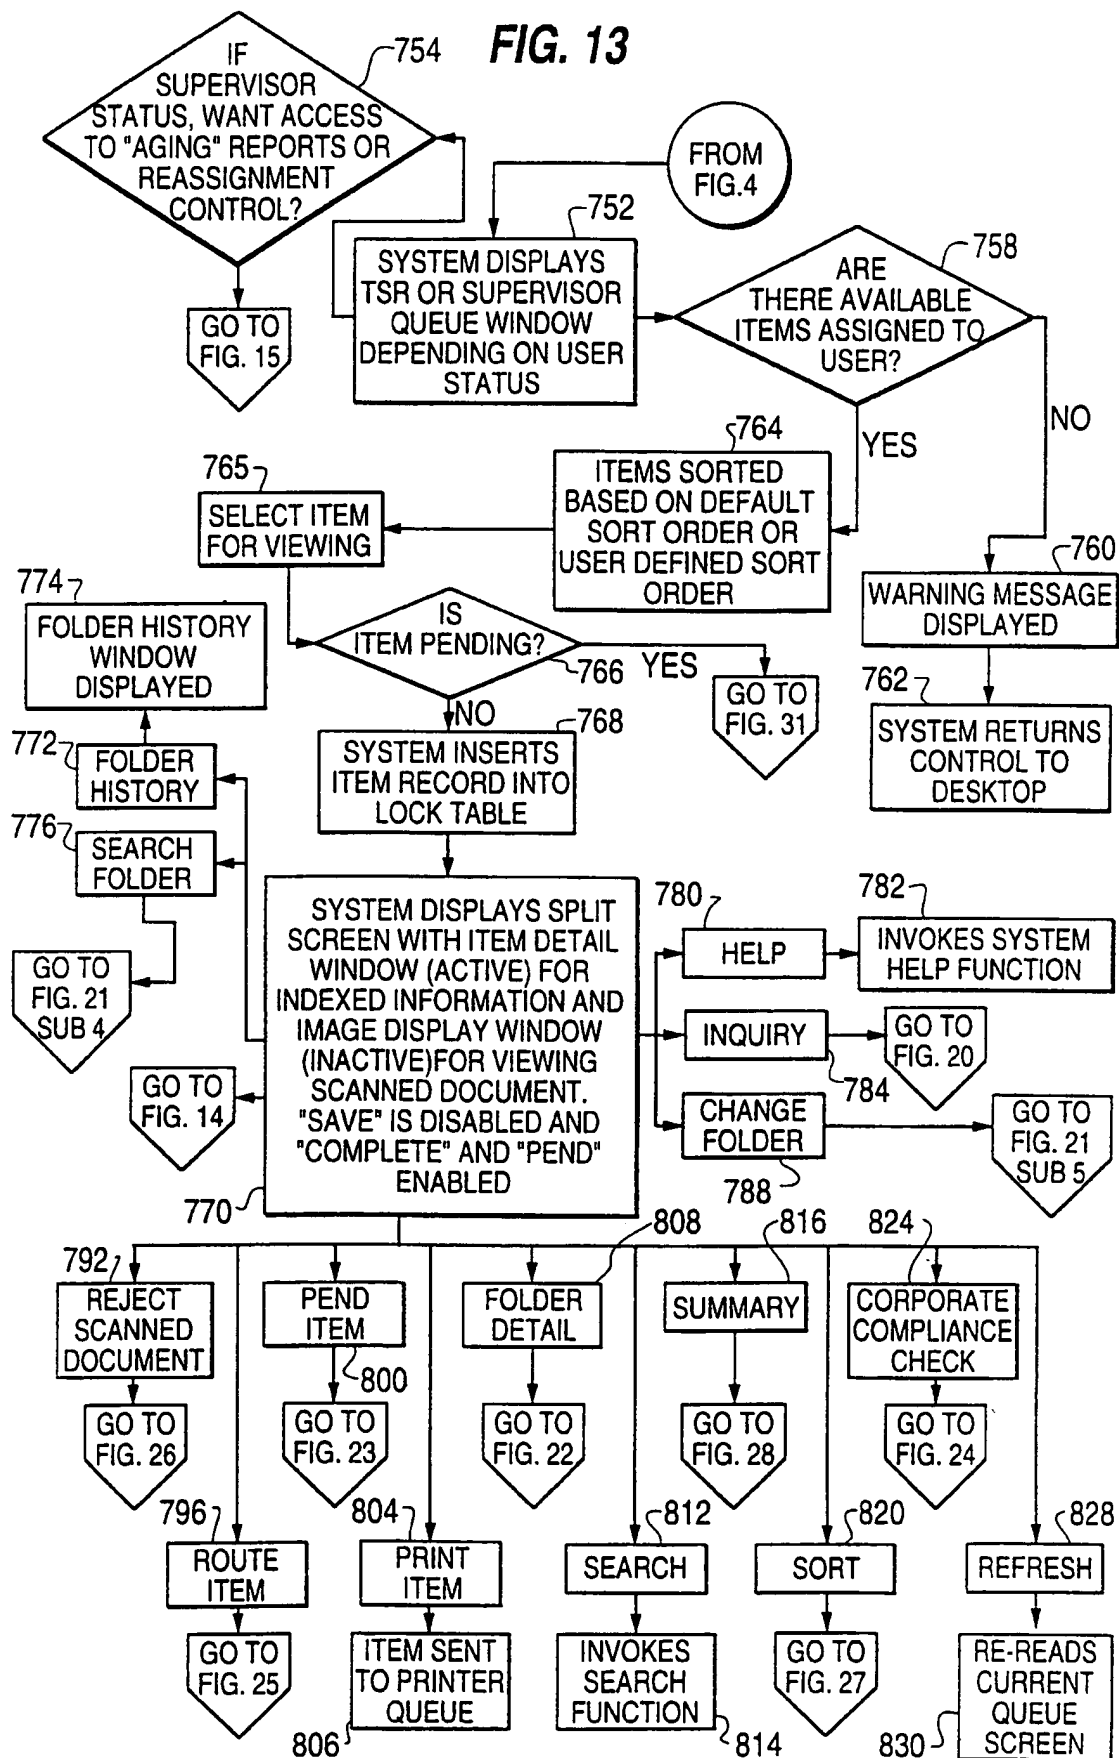 FIG. 13
754
IF
SUPERVISOR
STATUS, WANT ACCESS
TO "AGING" REPORTS OR
REASSIGNMENT
CONTROL?
FROM
FIG.4
752
SYSTEM DISPLAYS
TSR OR SUPERVISOR
QUEUE WINDOW
DEPENDING ON USER
STATUS
758
ARE
THERE AVAILABLE
ITEMS ASSIGNED TO
USER?
GO TO
FIG. 15
NO
YES
764
ITEMS SORTED
BASED ON DEFAULT
SORT ORDER OR
USER DEFINED SORT
ORDER
765
SELECT ITEM
FOR VIEWING
760
WARNING MESSAGE
DISPLAYED
774
FOLDER HISTORY
WINDOW
DISPLAYED
IS
ITEM PENDING?
766
YES
GO TO
FIG. 31
762
SYSTEM RETURNS
CONTROL TO
DESKTOP
NO
768
SYSTEM INSERTS
ITEM RECORD INTO
LOCK TABLE
772
FOLDER
HISTORY
776
SEARCH
FOLDER
GO TO
FIG. 21
SUB 4
GO TO
FIG. 14
SYSTEM DISPLAYS SPLIT
SCREEN WITH ITEM DETAIL
WINDOW (ACTIVE) FOR
INDEXED INFORMATION AND
IMAGE DISPLAY WINDOW
(INACTIVE)FOR VIEWING
SCANNED DOCUMENT.
"SAVE" IS DISABLED AND
"COMPLETE" AND "PEND"
ENABLED
770
780
HELP
782
INVOKES SYSTEM
HELP FUNCTION
INQUIRY
784
GO TO
FIG. 20
CHANGE
FOLDER
788
GO TO
FIG. 21
SUB 5
792
REJECT
SCANNED
DOCUMENT
GO TO
FIG. 26
PEND
ITEM
800
GO TO
FIG. 23
808
FOLDER
DETAIL
GO TO
FIG. 22
816
SUMMARY
GO TO
FIG. 28
824
CORPORATE
COMPLIANCE
CHECK
GO TO
FIG. 24
796
ROUTE
ITEM
GO TO
FIG. 25
804
PRINT
ITEM
ITEM SENT
TO PRINTER
QUEUE
806
812
SEARCH
INVOKES
SEARCH
FUNCTION
814
820
SORT
GO TO
FIG. 27
828
REFRESH
RE-READS
CURRENT
QUEUE
SCREEN
830